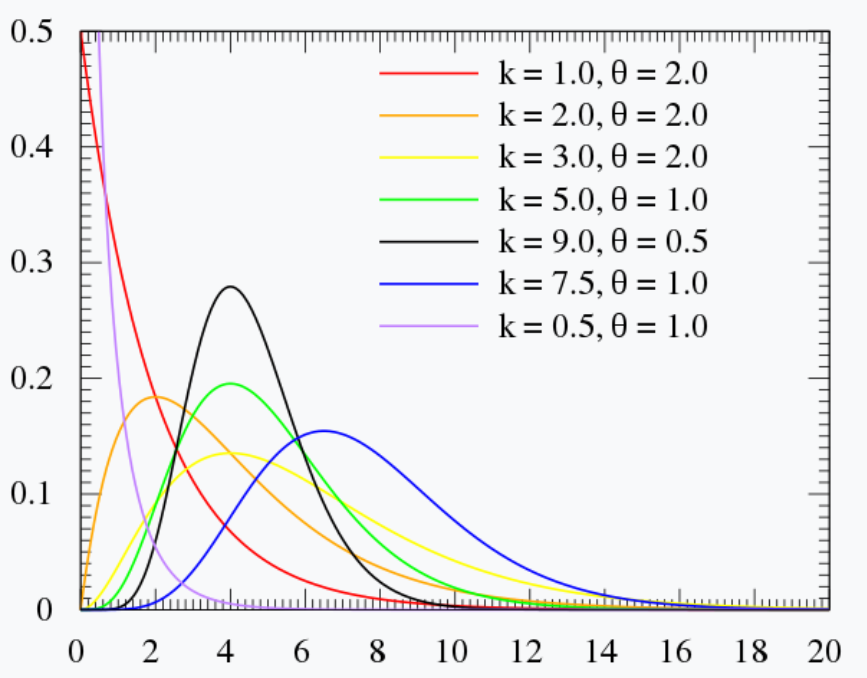 0.5
k = 1.0, θ = 2.0
k = 2.0, θ = 2.0
0.4
k = 3.0, θ = 2.0
k = 5.0, θ = 1.0
k = 9.0, θ = 0.5
0.3
k = 7.5, θ = 1.0
k = 0.5, θ = 1.0
0.2
0.1
0
0 2 4 6 8 10 12 14 16 18 20